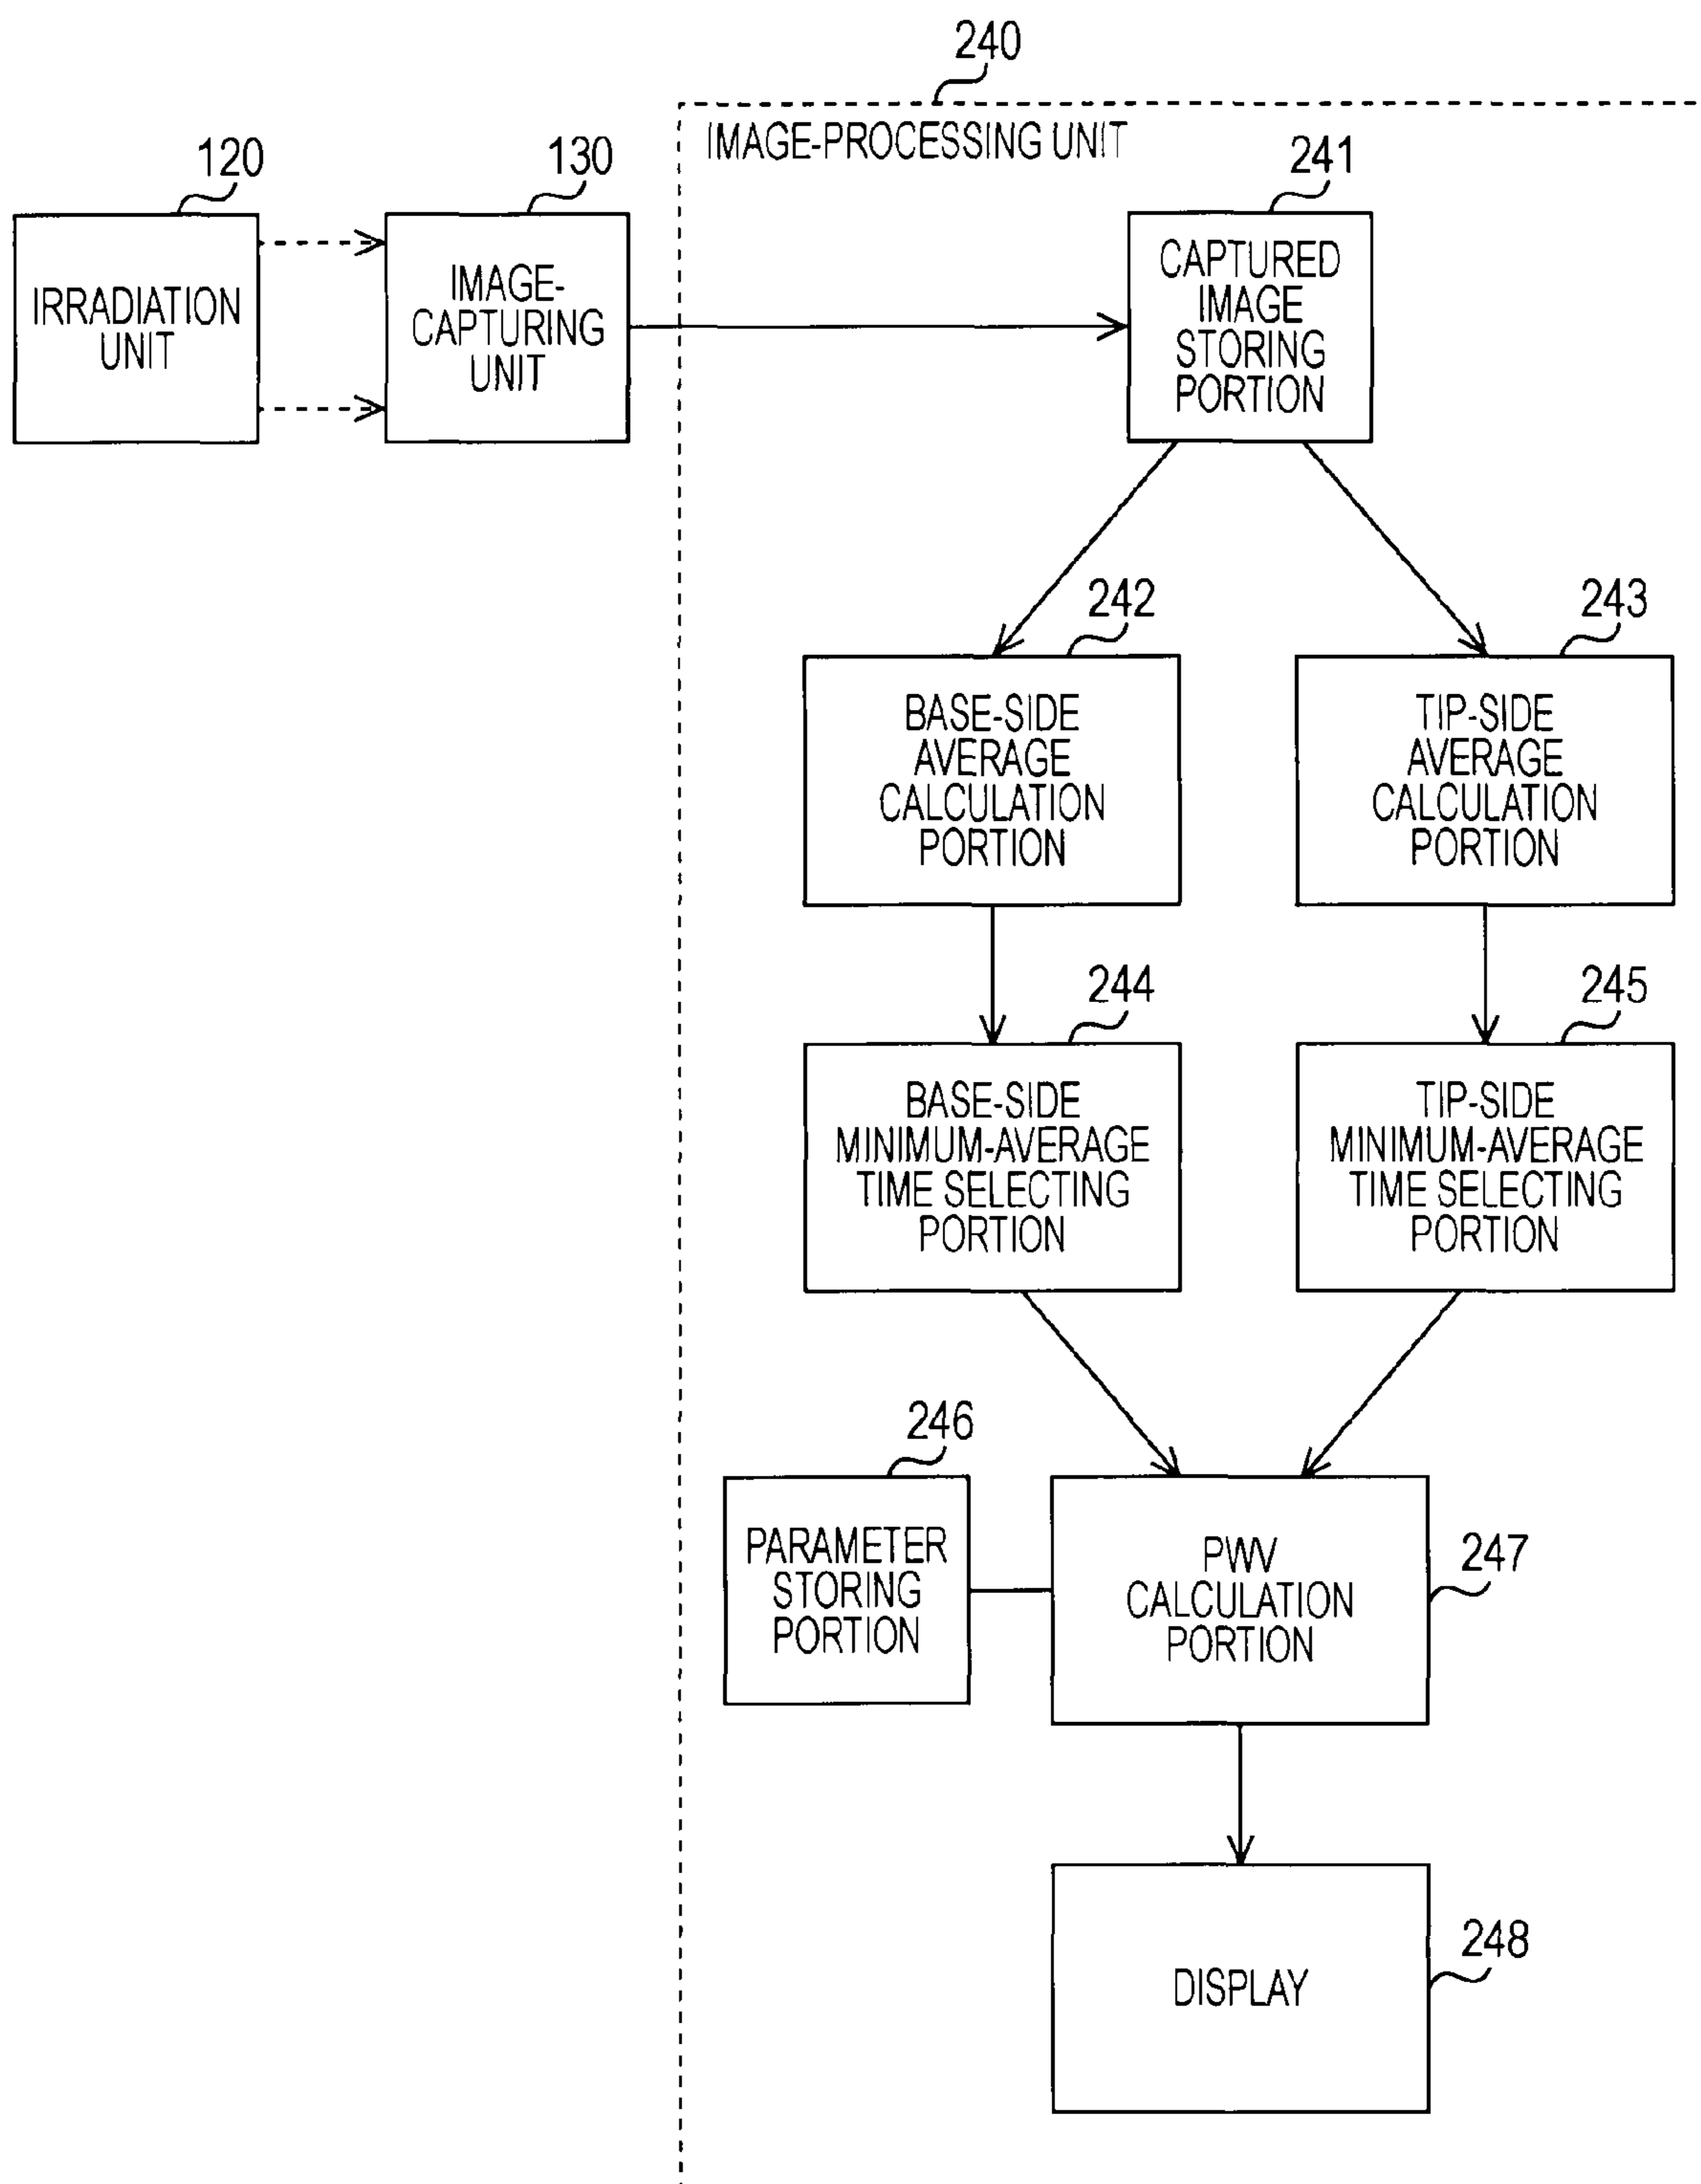 240
IMAGE-PROCESSING UNIT
120
130
241
IRRADIATION
UNIT
IMAGE-
CAPTURING
UNIT
CAPTURED
IMAGE
STORING
PORTION
242
243
BASE-SIDE
AVERAGE
CALCULATION
PORTION
TIP-SIDE
AVERAGE
CALCULATION
PORTION
244
245
BASE-SIDE
MINIMUM-AVERAGE
TIME SELECTING
PORTION
TIP-SIDE
MINIMUM-AVERAGE
TIME SELECTING
PORTION
246
PARAMETER
STORING
PORTION
PWV
CALCULATION
PORTION
247
DISPLAY
248